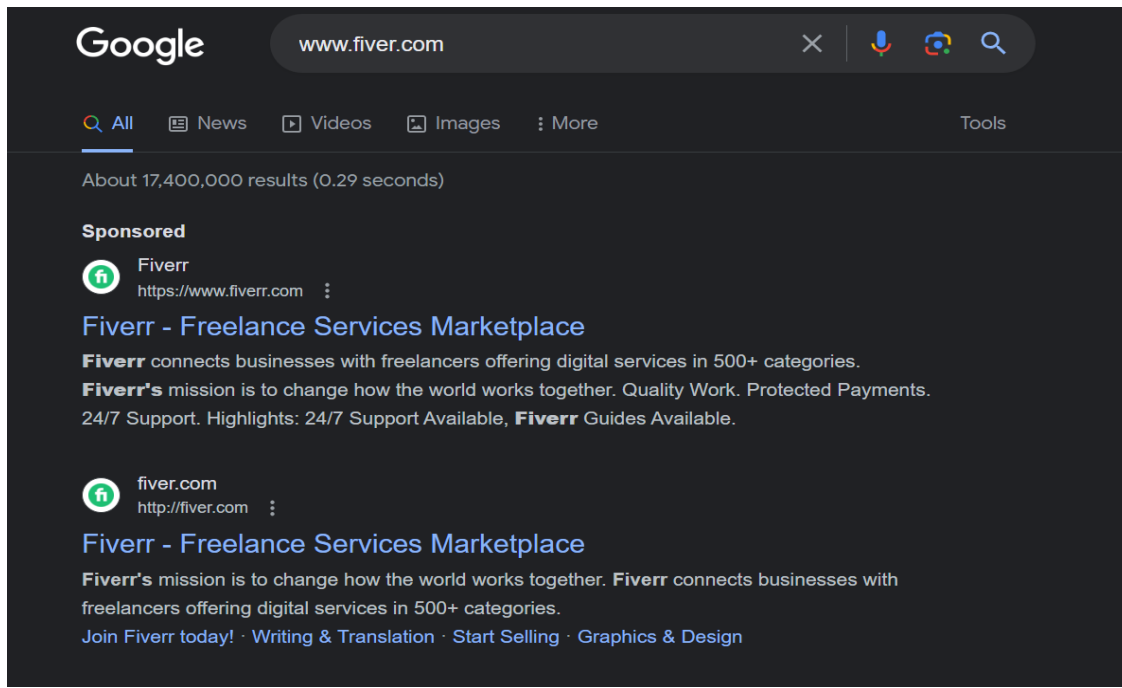 Google
www.fiver.com
All News Videos Images More Tools
About 17,400,000 results (0.29 seconds)
Sponsored
fi
Fiverr
https://www.fiverr.com
Fiverr - Freelance Services Marketplace
Fiverr connects businesses with freelancers offering digital services in 500+ categories.
Fiverr's mission is to change how the world works together. Quality Work. Protected Payments.
24/7 Support. Highlights: 24/7 Support Available, Fiverr Guides Available.
fi
fiver.com
http://fiver.com
Fiverr - Freelance Services Marketplace
Fiverr's mission is to change how the world works together. Fiverr connects businesses with
freelancers offering digital services in 500+ categories.
Join Fiverr today! · Writing & Translation · Start Selling · Graphics & Design